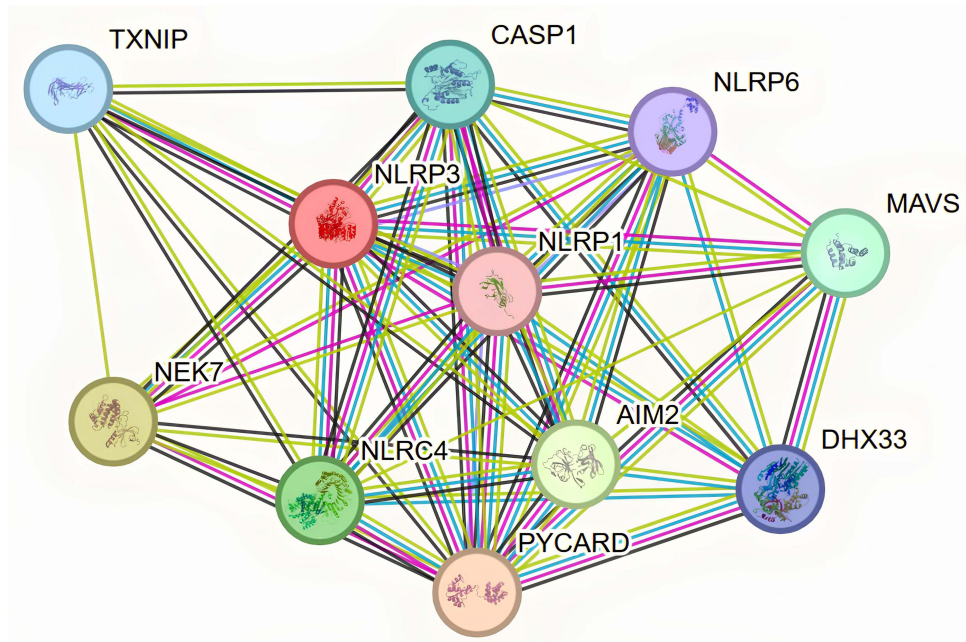 TXNIP
CASP1
NLRP6
NLRP3
MAVS
NLRP1
NEK7
AIM2
NLRC4
DHX33
PYCARD